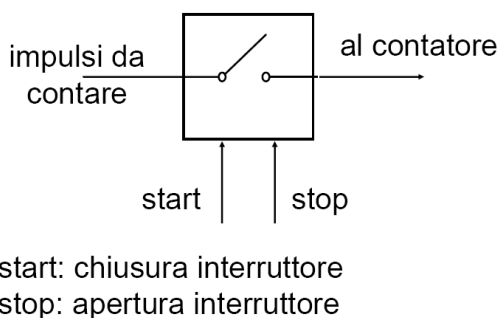 impulsi da
contare
al contatore
start
stop
start: chiusura interruttore
stop: apertura interruttore